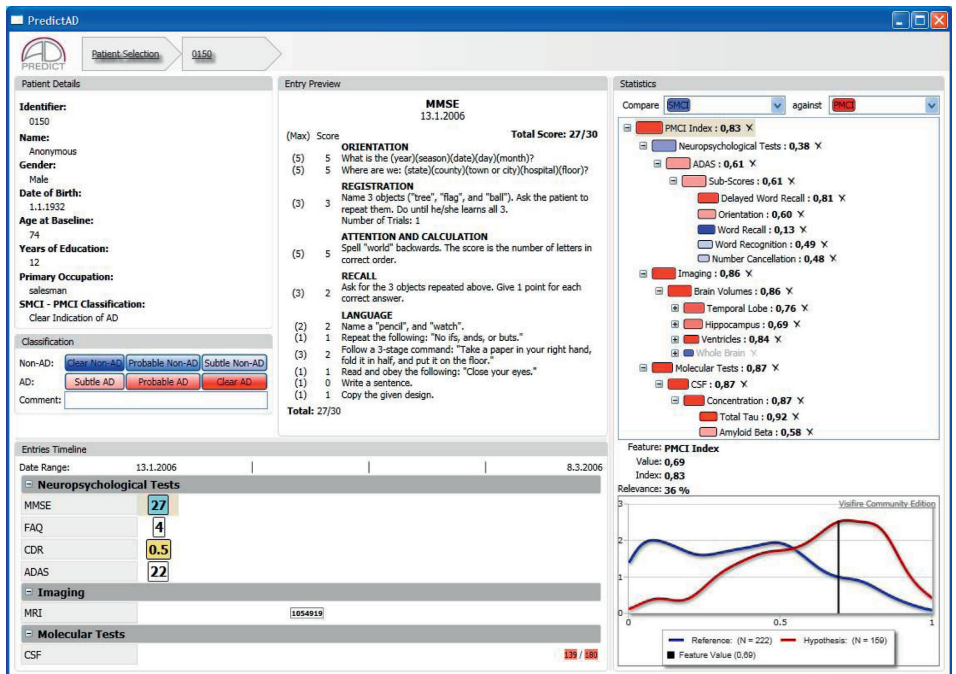 PredictAD
PREDICT
Patient Selection
0150
Patient Details
Identifier:
0150
Name:
Anonymous
Gender:
Male
Date of Birth:
1.1.1932
Age at Baseline:
74
Years of Education:
12
Primary Occupation:
salesman
SMCI - PMCI Classification:
Clear Indication of AD
Classification
Non-AD: Clear Non-AD Probable Non-AD Subtle Non-AD
AD: Subtle AD Probable AD Clear AD
Comment:
Entry Preview
MMSE
13.1.2006
(Max) Score Total Score: 27/30
ORIENTATION
(5) 5 What is the (year)(season)(date)(day)(month)?
(5) 5 Where are we: (state)(county)(town or city)(hospital)(floor)?
REGISTRATION
Name 3 objects ("tree", "flag", and "ball"). Ask the patient to
(3) 3 repeat them. Do until he/she learns all 3.
Number of Trials: 1
ATTENTION AND CALCULATION
Spell "world" backwards. The score is the number of letters in
(5) 5 correct order.
RECALL
Ask for the 3 objects repeated above. Give 1 point for each
(3) 2 correct answer.
LANGUAGE
(2) 2 Name a "pencil", and "watch".
(1) 1 Repeat the following: "No ifs, ands, or buts."
(3) 2 Follow a 3-stage command: "Take a paper in your right hand,
fold it in half, and put it on the floor."
(1) 1 Read and obey the following: "Close your eyes."
(1) 0 Write a sentence.
(1) 1 Copy the given design.
Total: 27/30
Entries Timeline
Date Range: 13.1.2006 8.3.2006
Neuropsychological Tests
MMSE 27
FAQ 4
CDR 0.5
ADAS 22
Imaging
MRI 1054919
Molecular Tests
CSF 139 / 180
Statistics
Compare SMCI against PMCI
PMCI Index : 0,83 X
Neuropsychological Tests : 0,38 X
ADAS : 0,61 X
Sub-Scores : 0,61 X
Delayed Word Recall : 0,81 X
Orientation : 0,60 X
Word Recall : 0,13 X
Word Recognition : 0,49 X
Number Cancellation : 0,48 X
Imaging : 0,86 X
Brain Volumes : 0,86 X
Temporal Lobe : 0,76 X
Hippocampus : 0,69 X
Ventricles : 0,84 X
Whole Brain X
Molecular Tests : 0,87 X
CSF : 0,87 X
Concentration : 0,87 X
Total Tau : 0,92 X
Amyloid Beta : 0,58 X
Feature: PMCI Index
Value: 0,69
Index: 0,83
Relevance: 36 %
Visifire Community Edition
3
2
1
0
0 0.5 1
Reference: (N = 222) Hypothesis: (N = 159)
Feature Value (0,69)